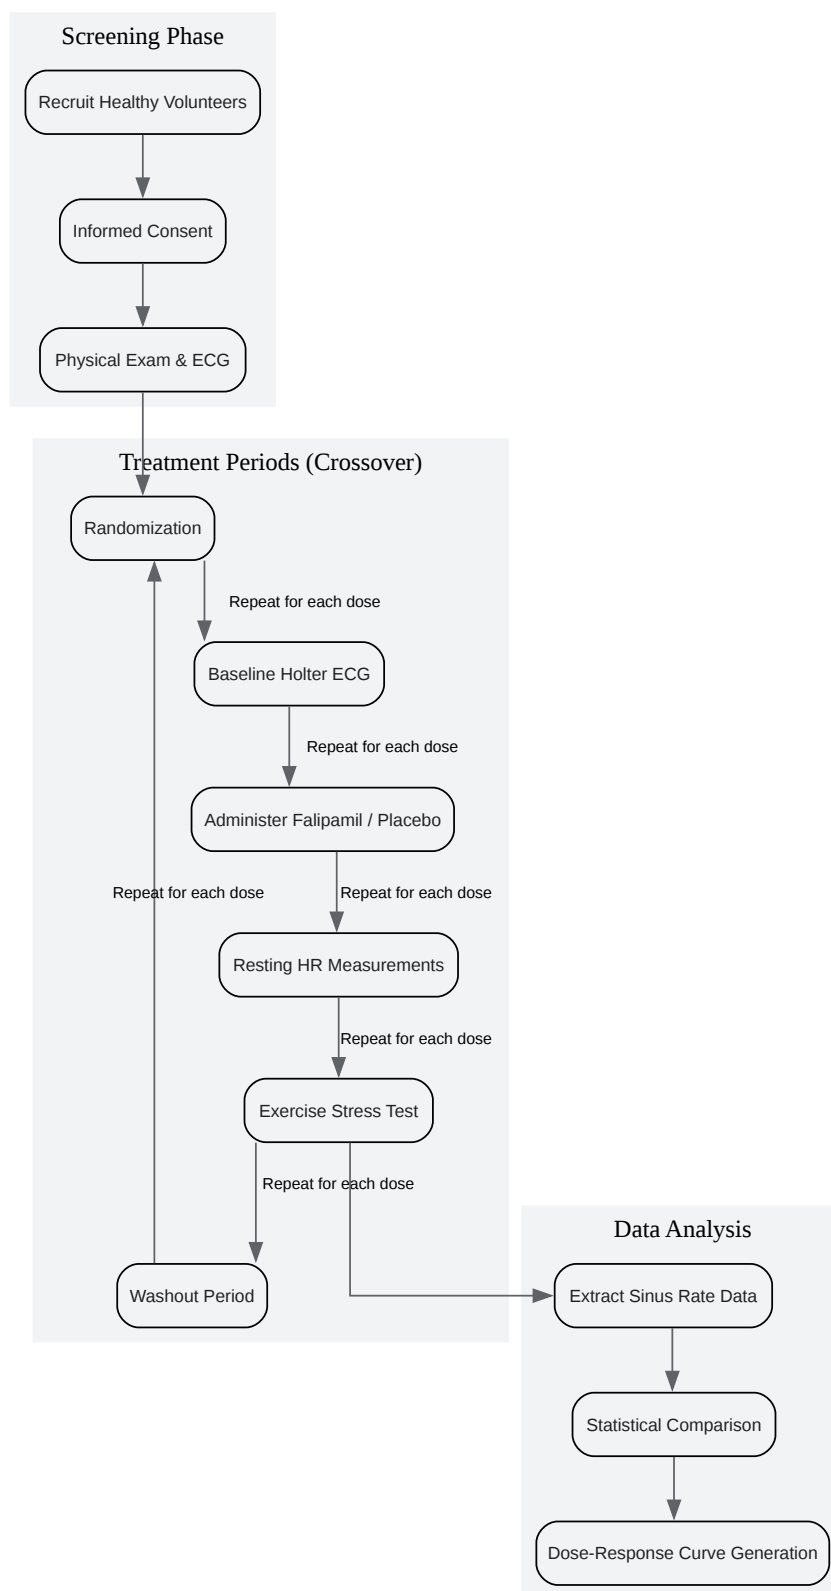 Screening Phase
Recruit Healthy Volunteers
Informed Consent
Physical Exam & ECG
Treatment Periods (Crossover)
Randomization
Repeat for each dose
Baseline Holter ECG
Repeat for each dose
Administer Falipamil / Placebo
Repeat for each dose
Repeat for each dose
Resting HR Measurements
Repeat for each dose
Exercise Stress Test
Repeat for each dose
Washout Period
Data Analysis
Extract Sinus Rate Data
Statistical Comparison
Dose-Response Curve Generation